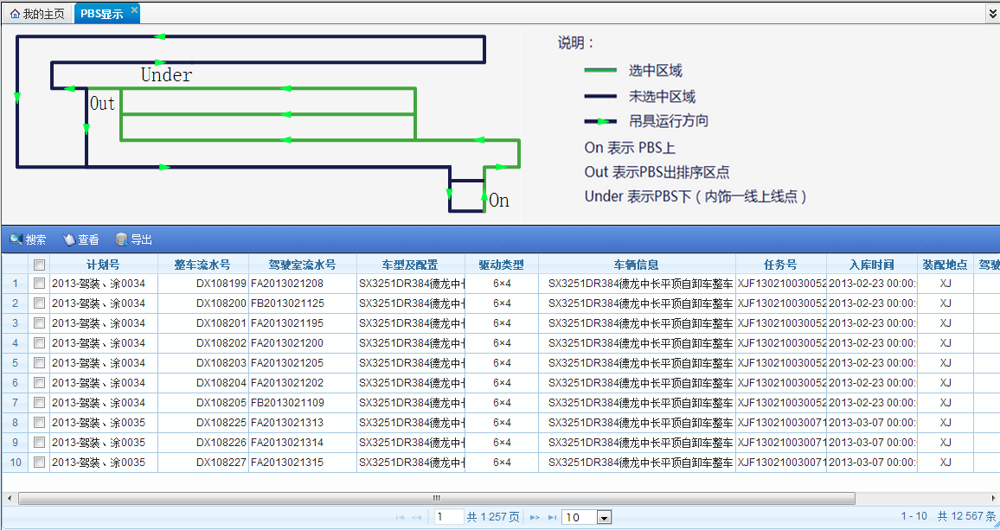 我的主页 PBS显示
Under
Out
On
说明：
选中区域
未选中区域
吊具运行方向
On 表示 PBS上
Out 表示PBS出排序区点
Under 表示PBS下（内饰一线上线点）
搜索 查看 导出
计划号 整车流水号 驾驶室流水号 车型及配置 驱动类型 车辆信息 任务号 入库时间 装配地点 驾驶
1 2013-驾装、涂0034 DX108199 FA2013021208 SX3251DR384德龙中长 6×4 SX3251DR384德龙中长平顶自卸车整车 XJF130210030052 2013-02-23 00:00: XJ
2 2013-驾装、涂0034 DX108200 FB2013021125 SX3251DR384德龙中长 6×4 SX3251DR384德龙中长平顶自卸车整车 XJF130210030052 2013-02-23 00:00: XJ
3 2013-驾装、涂0034 DX108201 FA2013021195 SX3251DR384德龙中长 6×4 SX3251DR384德龙中长平顶自卸车整车 XJF130210030052 2013-02-23 00:00: XJ
4 2013-驾装、涂0034 DX108202 FA2013021200 SX3251DR384德龙中长 6×4 SX3251DR384德龙中长平顶自卸车整车 XJF130210030052 2013-02-23 00:00: XJ
5 2013-驾装、涂0034 DX108203 FA2013021205 SX3251DR384德龙中长 6×4 SX3251DR384德龙中长平顶自卸车整车 XJF130210030052 2013-02-23 00:00: XJ
6 2013-驾装、涂0034 DX108204 FA2013021202 SX3251DR384德龙中长 6×4 SX3251DR384德龙中长平顶自卸车整车 XJF130210030052 2013-02-23 00:00: XJ
7 2013-驾装、涂0034 DX108205 FB2013021109 SX3251DR384德龙中长 6×4 SX3251DR384德龙中长平顶自卸车整车 XJF130210030052 2013-02-23 00:00: XJ
8 2013-驾装、涂0035 DX108225 FA2013021313 SX3251DR384德龙中长 6×4 SX3251DR384德龙中长平顶自卸车整车 XJF130210030071 2013-03-07 00:00: XJ
9 2013-驾装、涂0035 DX108226 FA2013021314 SX3251DR384德龙中长 6×4 SX3251DR384德龙中长平顶自卸车整车 XJF130210030071 2013-03-07 00:00: XJ
10 2013-驾装、涂0035 DX108227 FA2013021315 SX3251DR384德龙中长 6×4 SX3251DR384德龙中长平顶自卸车整车 XJF130210030071 2013-03-07 00:00: XJ
1 共 1 257 页 10 1 - 10 共 12 567 条